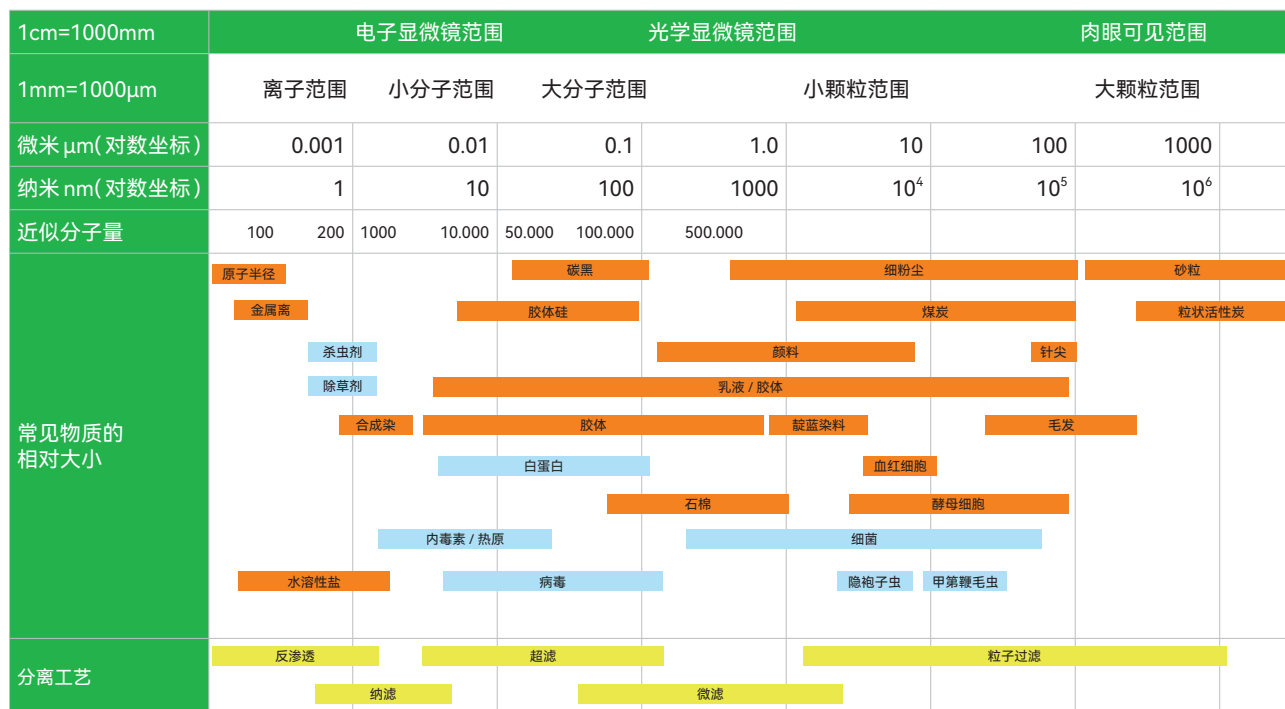 1cm=1000mm 电子显微镜范围 光学显微镜范围 肉眼可见范围
1mm=1000μm 离子范围 小分子范围 大分子范围 小颗粒范围 大颗粒范围
微米μm(对数坐标) 0.001 0.01 0.1 1.0 10 100 1000
纳米nm(对数坐标) 1 10 100 1000 10⁴ 10⁵ 10⁶
近似分子量 100 200 1000 10.000 50.000 100.000 500.000
原子半径 碳黑 细粉尘 砂粒
金属离 胶体硅 煤炭 粒状活性炭
杀虫剂 颜料 针尖
除草剂 乳液 / 胶体
常见物质的
相对大小
合成染 胶体 靛蓝染料 毛发
白蛋白 血红细胞
石棉 酵母细胞
内毒素 / 热原 细菌
水溶性盐 病毒 隐袍子虫 甲第鞭毛虫
分离工艺
反渗透 超滤 粒子过滤
纳滤 微滤